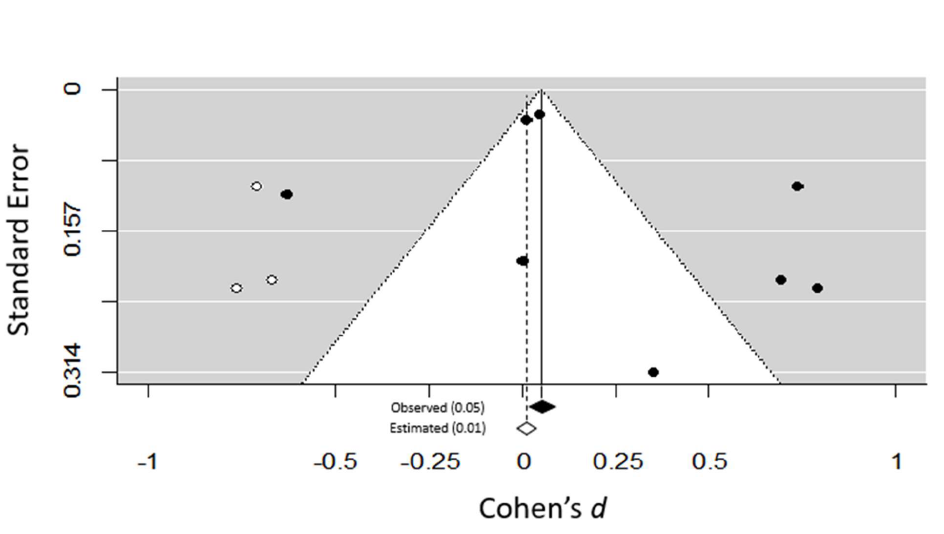 Standard Error
0
0.157
0.314
Observed (0.05)
Estimated (0.01)
-1 -0.5 -0.25 0 0.25 0.5 1
Cohen's d